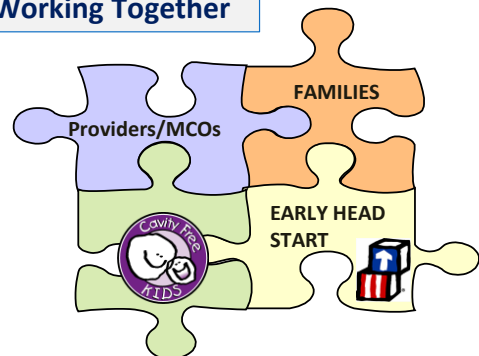 Working Together
FAMILIES
Providers/MCOs
EARLY HEAD
START
Cavity Free
KIDS